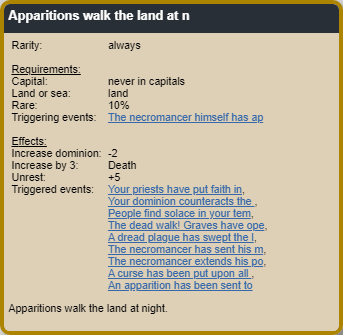 Apparitions walk the land at n
Rarity: always
Requirements:
Capital: never in capitals
Land or sea: land
Rare: 10%
Triggering events: The necromancer himself has ap
Effects:
Increase dominion: -2
Increase by 3: Death
Unrest: +5
Triggered events: Your priests have put faith in,
Your dominion counteracts the ,
People find solace in your tem,
The dead walk! Graves have ope,
A dread plague has swept the l,
The necromancer has sent his m,
The necromancer extends his po,
A curse has been put upon all ,
An apparition has been sent to
Apparitions walk the land at night.